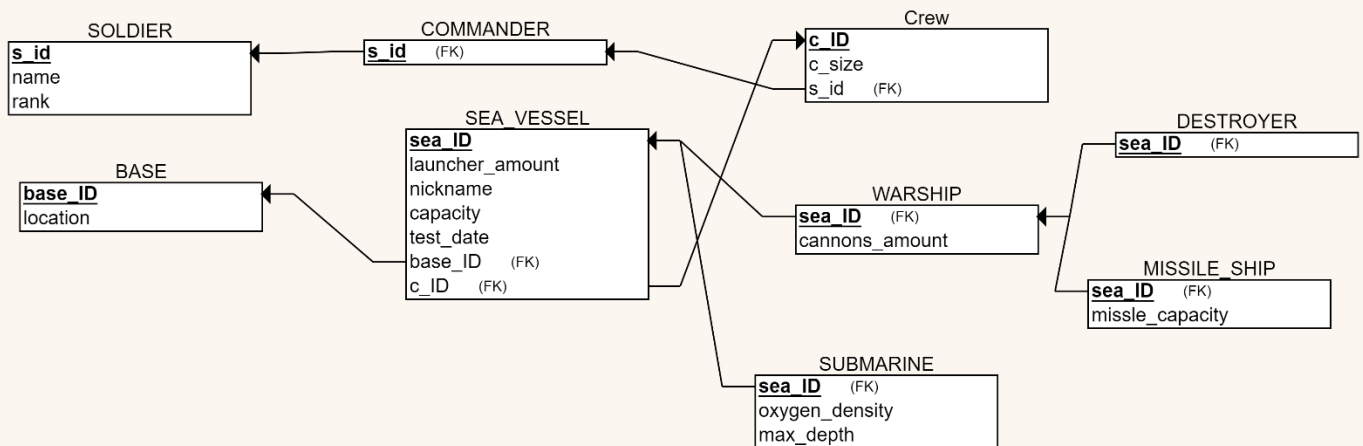 SOLDIER
s_id
name
rank
COMMANDER
s_id (FK)
Crew
c_ID
c_size
s_id (FK)
SEA_VESSEL
sea_ID
launcher_amount
nickname
capacity
test_date
base_ID (FK)
c_ID (FK)
BASE
base_ID
location
DESTROYER
sea_ID (FK)
WARSHIP
sea_ID (FK)
cannons_amount
MISSILE_SHIP
sea_ID (FK)
missle_capacity
SUBMARINE
sea_ID (FK)
oxygen_density
max_depth